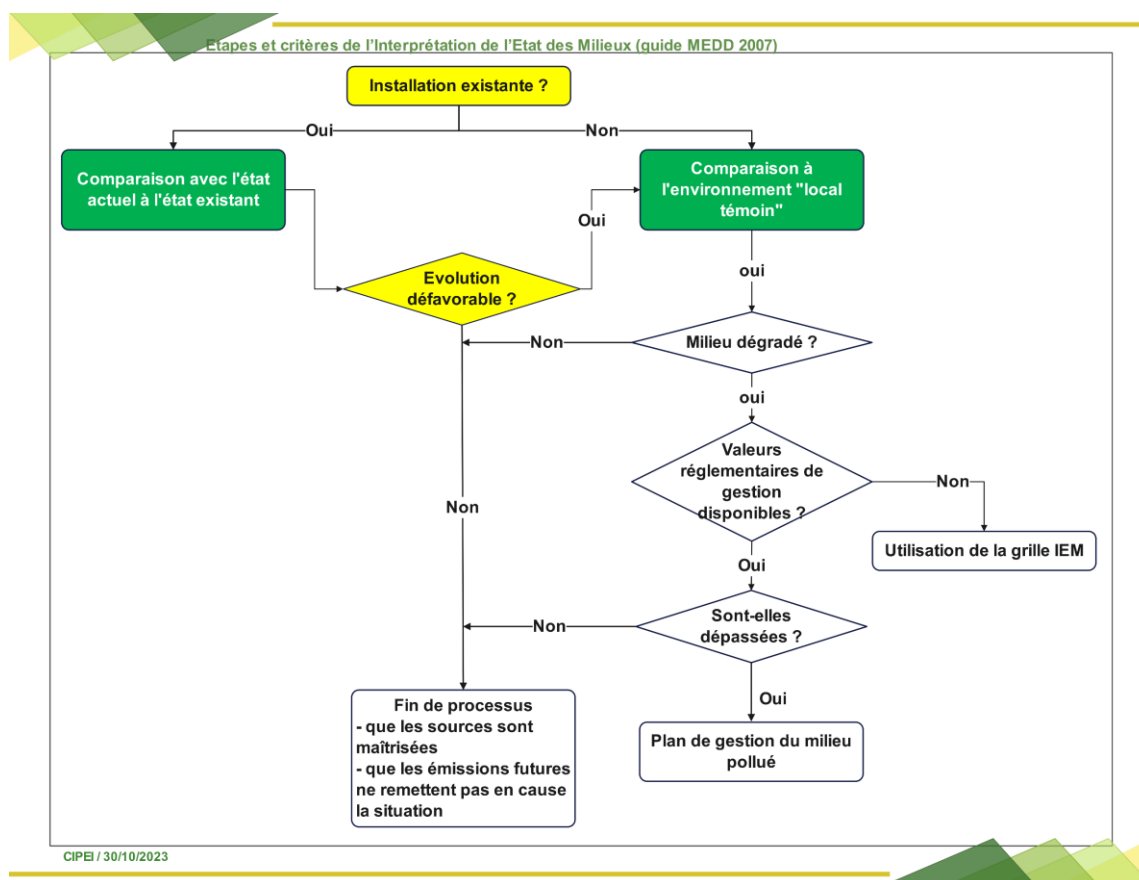 Etapes et critères de l'Interprétation de l'Etat des Milieux (guide MEDD 2007)
Installation existante ?
Oui
Non
Comparaison avec l'état
actuel à l'état existant
Comparaison à
l'environnement "local
témoin"
Oui
Evolution
défavorable ?
oui
Non
Milieu dégradé ?
oui
Valeurs
réglementaires de
gestion
disponibles ?
Non
Non
Utilisation de la grille IEM
Oui
Non
Sont-elles
dépassées ?
Oui
Fin de processus
- que les sources sont
maîtrisées
- que les émissions futures
ne remettent pas en cause
la situation
Plan de gestion du milieu
pollué
CIPEI / 30/10/2023